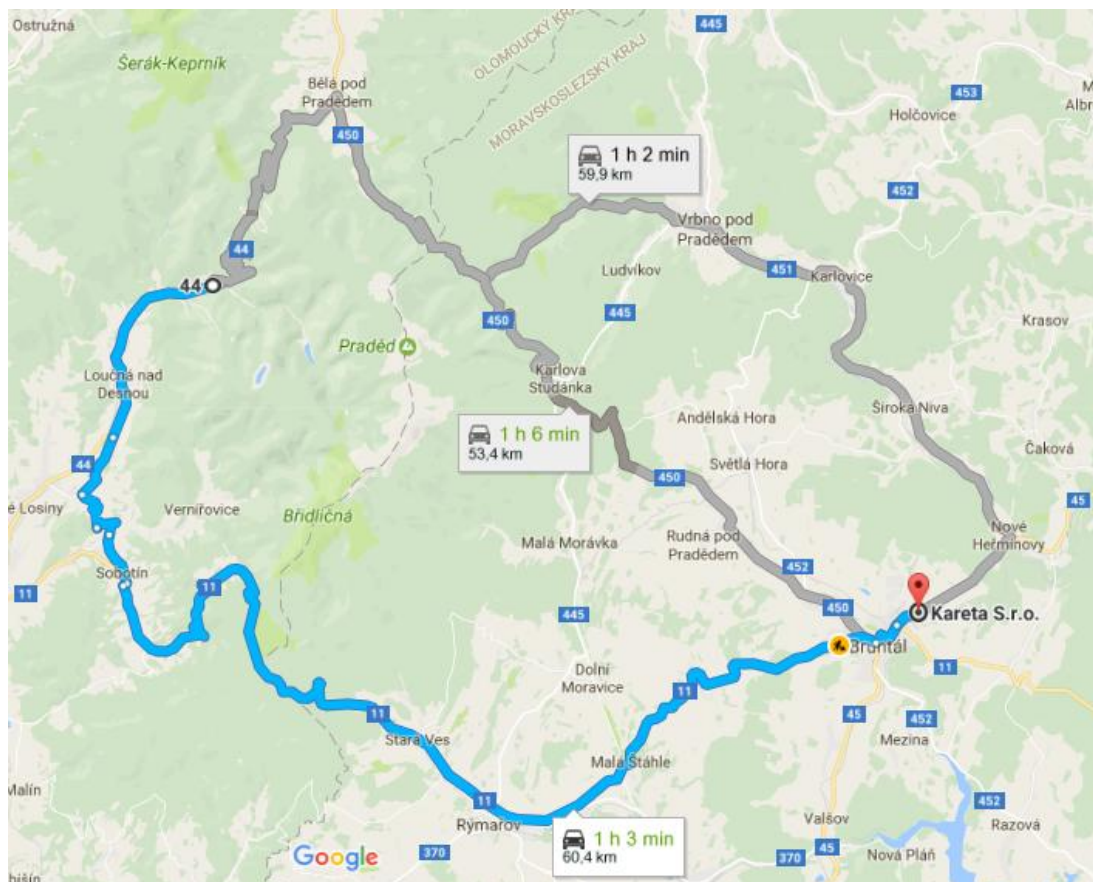 Ostružná
Šerák-Keprník
445
OLOMOUCKÝ KRAJ
MORAVSKOSLEZSKÝ KRAJ
453
Holčovice
Albr
Bělá pod
Pradědem
450
1 h 2 min
59,9 km
452
Vrbno pod
Pradědem
44
Ludvíkov
451
Karlovice
44
445
450
Krasov
Praděd
Loučná nad
Desnou
Karlova
Studánka
1 h 6 min
53,4 km
Andělská Hora
Široká Niva
Čaková
44
Světlá Hora
450
45
é Losiny
Vernířovice
Břidličná
Malá Morávka
Rudná pod
Pradědem
Nové
Heřminovy
Sobotín
452
11
11
445
450
Kareta S.r.o.
Bruntál
11
Dolní
Moravice
11
45
452
11
Stará Ves
Mezina
Malá Štáhle
Malín
11
452
Rýmařov
Valšov
Razová
1 h 3 min
60,4 km
Google
370
370
45
Nová Pláň
bišín